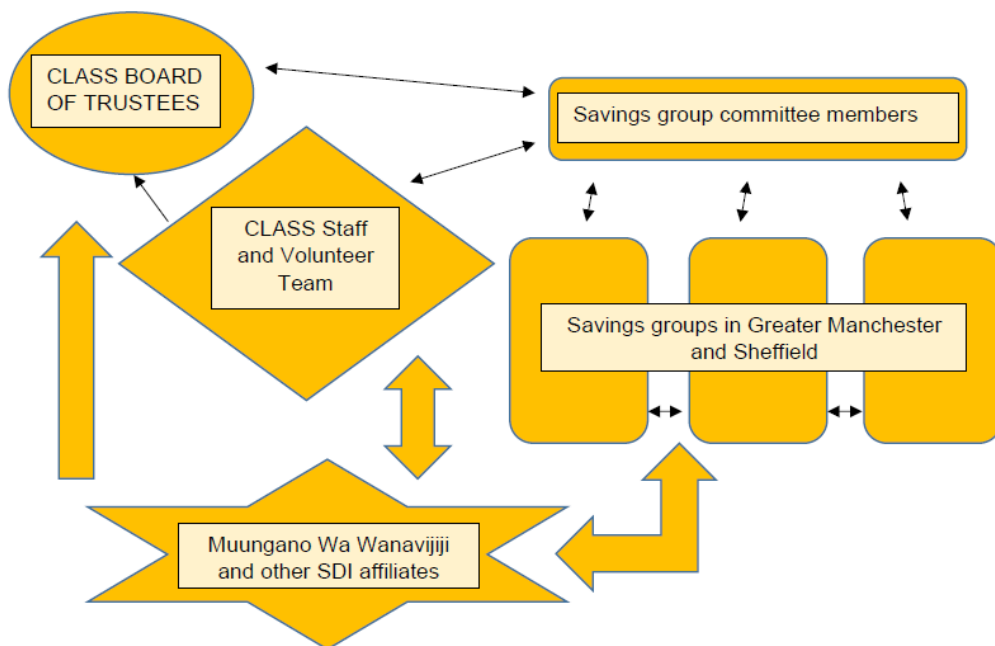 CLASS BOARD
OF TRUSTEES
Savings group committee members
CLASS Staff
and Volunteer
Team
Savings groups in Greater Manchester
and Sheffield
Muungano Wa Wanavijiji
and other SDI affiliates